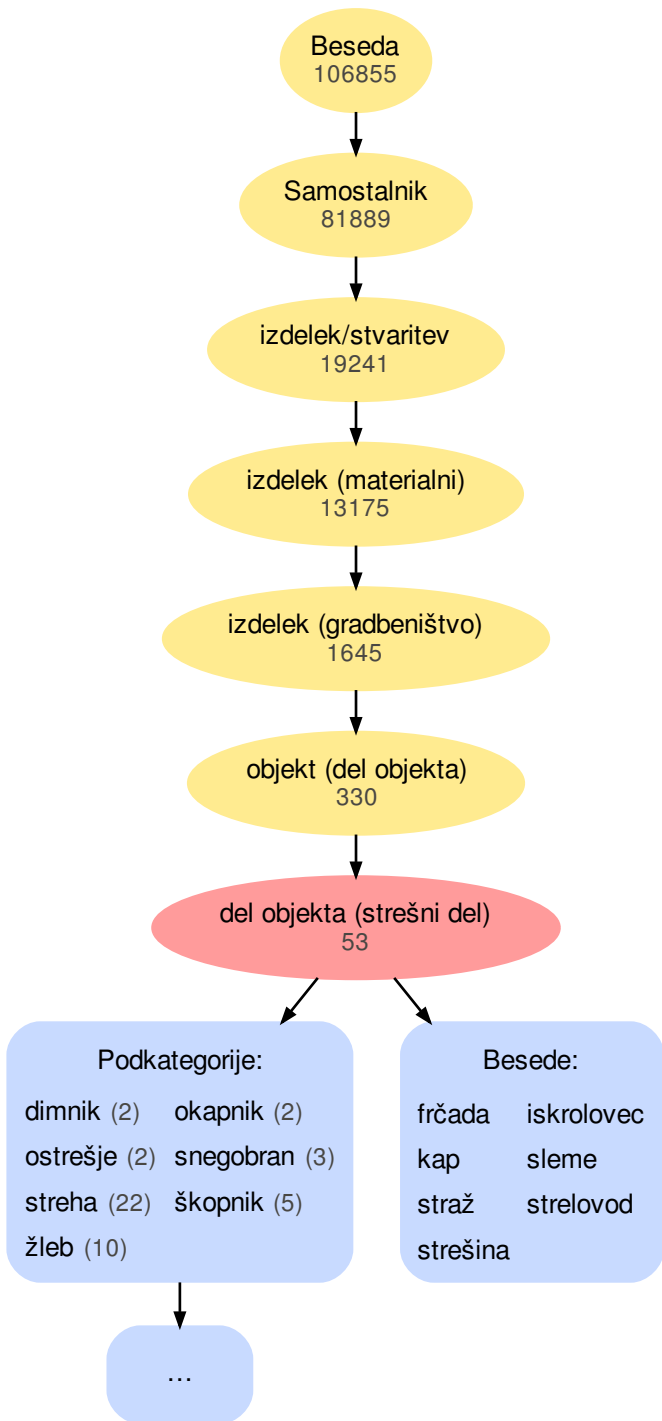 Beseda
106855
Samostalnik
81889
izdelek/stvaritev
19241
izdelek (materialni)
13175
izdelek (gradbeništvo)
1645
objekt (del objekta)
330
del objekta (strešni del)
53
Podkategorije:
dimnik (2) okapnik (2)
ostrešje (2) snegobran (3)
streha (22) škopnik (5)
žleb (10)
Besede:
frčada iskrolovec
kap sleme
straž strelovod
strešina
...